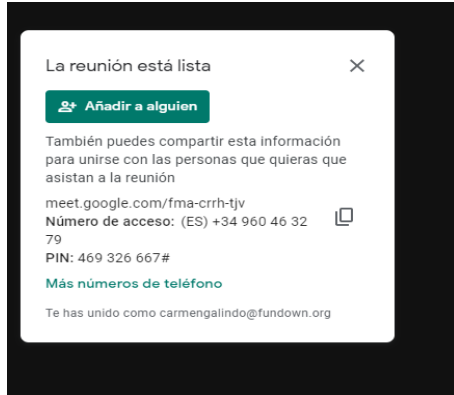 La reunión está lista
Añadir a alguien
También puedes compartir esta información
para unirse con las personas que quieras que
asistan a la reunión
meet.google.com/fma-crrh-tjv
Número de acceso: (ES) +34 960 46 32
79
PIN: 469 326 667#
Más números de teléfono
Te has unido como carmengalindo@fundown.org